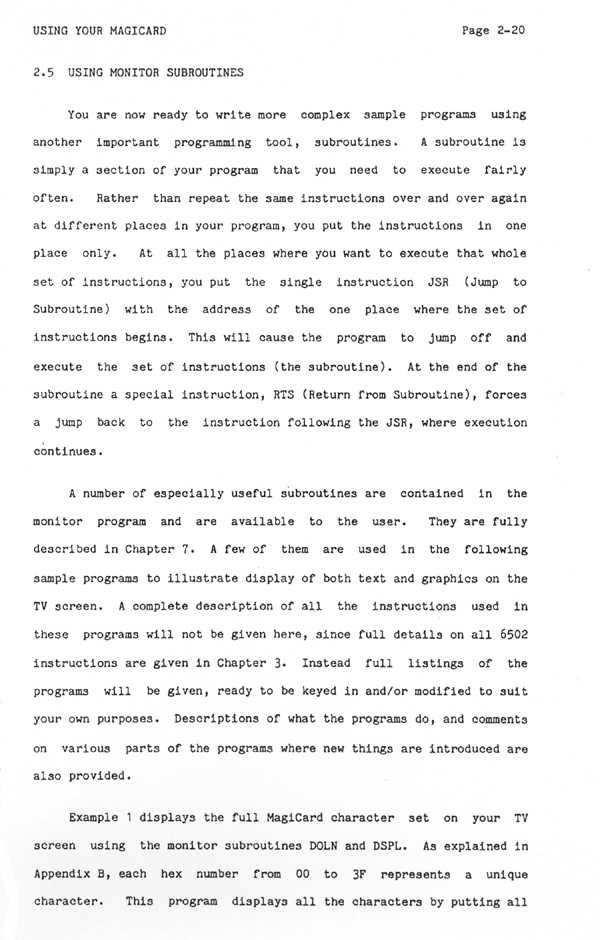 USING YOUR MAGICARD Page 2-20
2.5 USING MONITOR SUBROUTINES
You are now ready to write more complex sample programs using
another important programming tool, subroutines. A subroutine is
simply a section of your program that you need to execute fairly
often. Rather than repeat the same instructions over and over again
at different places in your program, you put the instructions in one
place only. At all the places where you want to execute that whole
set of instructions, you put the single instruction JSR (Jump to
Subroutine) with the address of the one place where the set of
instructions begins. This will cause the program to jump off and
execute the set of instructions (the subroutine). At the end of the
subroutine a special instruction, RTS (Return from Subroutine), forces
a jump back to the instruction following the JSR, where execution
continues.
A number of especially useful subroutines are contained in the
monitor program and are available to the user. They are fully
described in Chapter 7. A few of them are used in the following
sample programs to illustrate display of both text and graphics on the
TV screen. A complete description of all the instructions used in
these programs will not be given here, since full details on all 6502
instructions are given in Chapter 3. Instead full listings of the
programs will be given, ready to be keyed in and/or modified to suit
your own purposes. Descriptions of what the programs do, and comments
on various parts of the programs where new things are introduced are
also provided.
Example 1 displays the full MagiCard character set on your TV
screen using the monitor subroutines DOLN and DSPL. As explained in
Appendix B, each hex number from 00 to 3F represents a unique
character. This program displays all the characters by putting all